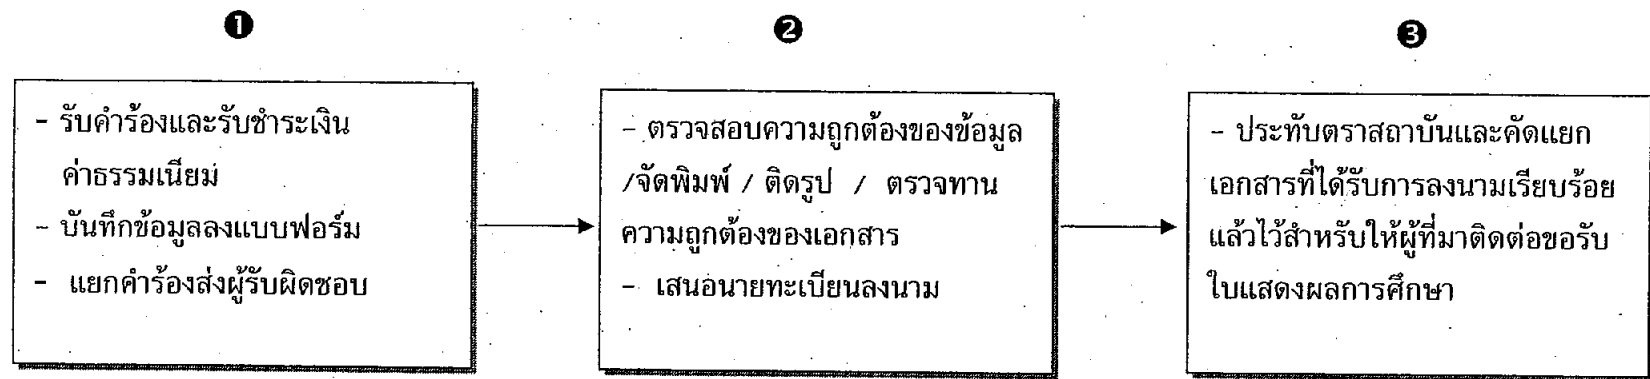 ❶
- รับคำร้องและรับชำระเงิน
ค่าธรรมเนียม
- บันทึกข้อมูลลงแบบฟอร์ม
- แยกคำร้องส่งผู้รับผิดชอบ
❷
- ตรวจสอบความถูกต้องของข้อมูล
/จัดพิมพ์ / ติดรูป / ตรวจทาน
ความถูกต้องของเอกสาร
- เสนอนายทะเบียนลงนาม
❸
- ประทับตราสถาบันและคัดแยก
เอกสารที่ได้รับการลงนามเรียบร้อย
แล้วไว้สำหรับให้ผู้ที่มาติดต่อขอรับ
ใบแสดงผลการศึกษา